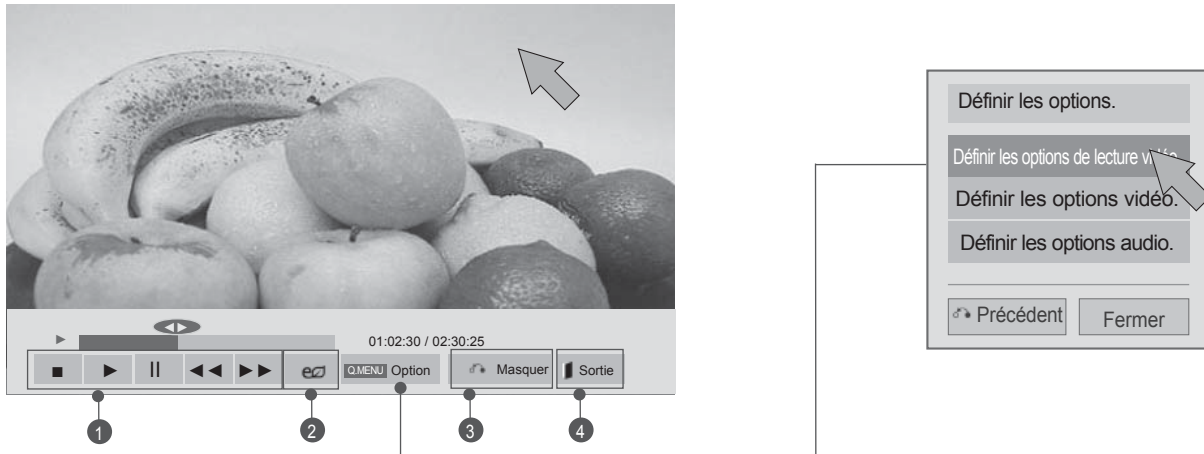 01:02:30 / 02:30:25
Q.MENU Option
Masquer
Sortie
1
2
3
4
Définir les options.
Définir les options de lecture vidéo.
Définir les options vidéo.
Définir les options audio.
Précédent
Fermer